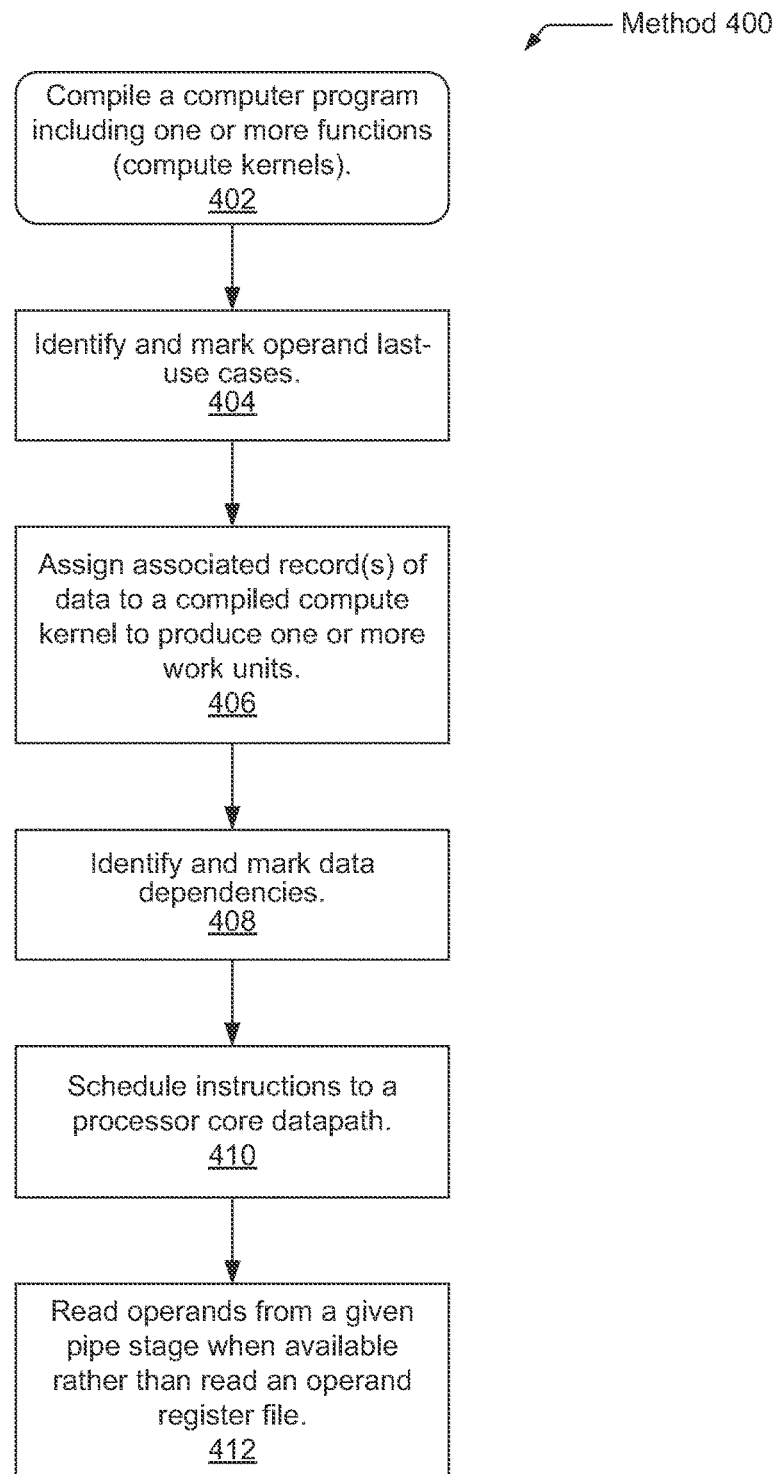 Method 400
Compile a computer program
including one or more functions
(compute kernels).
402
Identify and mark operand last-
use cases.
404
Assign associated record(s) of
data to a compiled compute
kernel to produce one or more
work units.
406
Identify and mark data
dependencies.
408
Schedule instructions to a
processor core datapath.
410
Read operands from a given
pipe stage when available
rather than read an operand
register file.
412